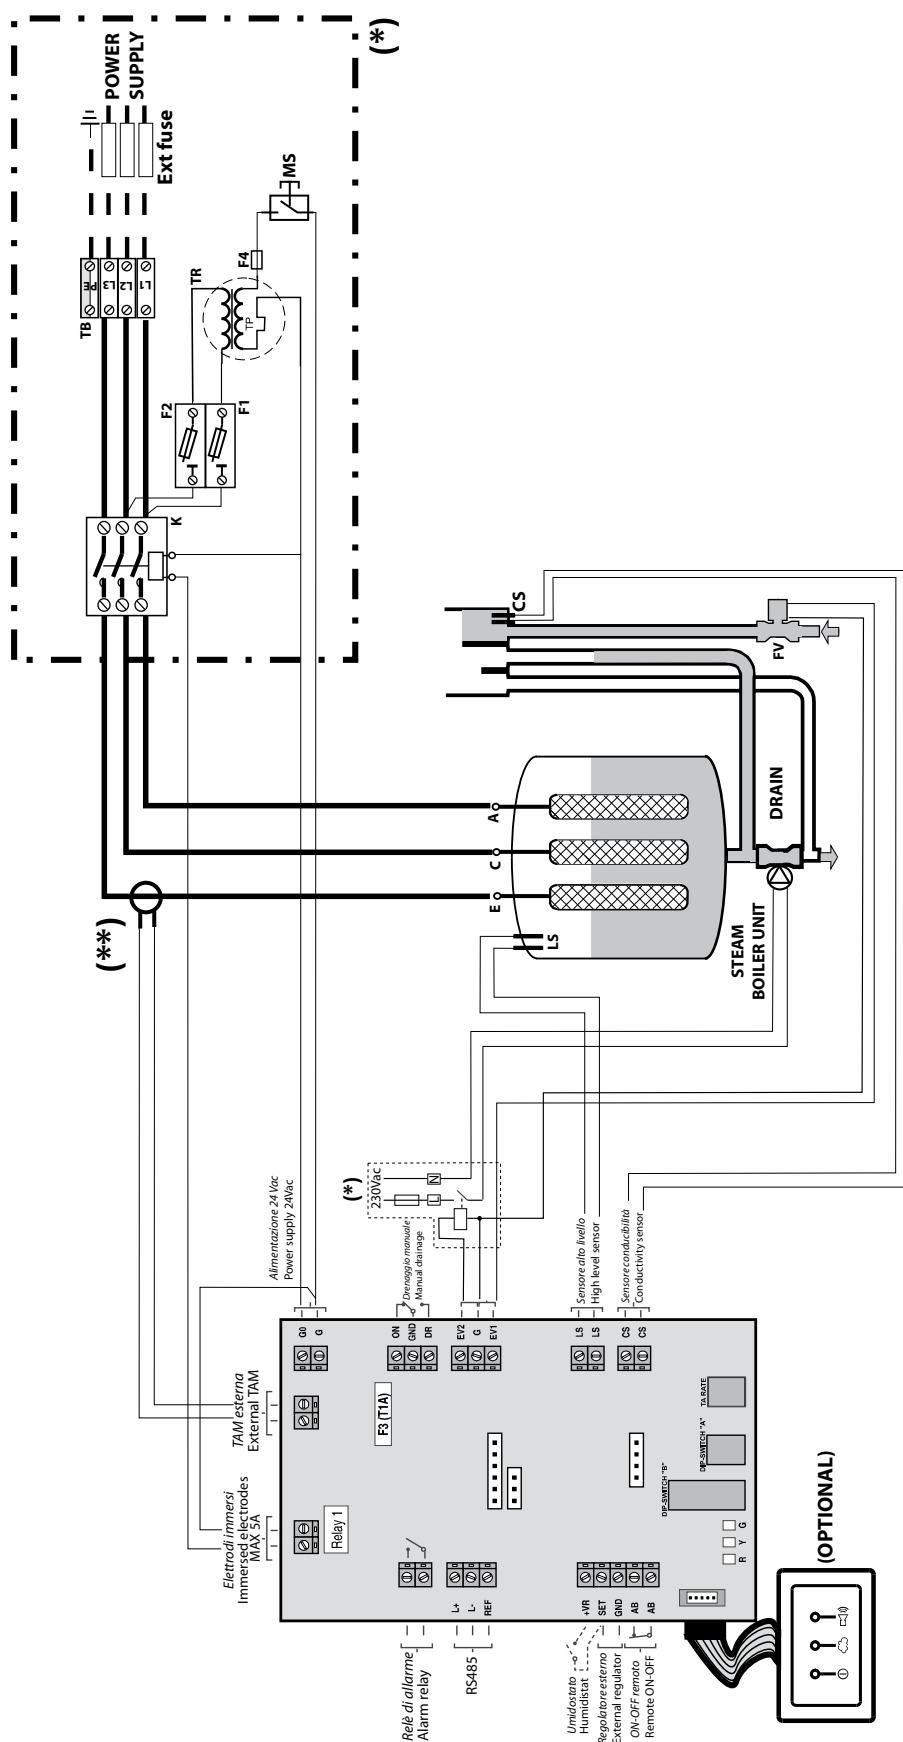 (*)
POWER
SUPPLY
Ext fuse
MS
TB
PE
L3
L2
L1
F4
TR
TP
F2
F1
K
(**)
CS
FV
A
C
E
LS
DRAIN
STEAM
BOILER UNIT
Alimentazione 24 Vac
Power supply 24Vac
(*)
230Vac
N
L
Drenaggio manuale
Manual drainage
Sensore alto livello
High level sensor
Sensore conducibilità
Conductivity sensor
G0
G
ON
GND
DR
EV2
G
EV1
LS
LS
CS
CS
TAM esterna
External TAM
F3 (T1A)
TA RATE
DIP-SWITCH "A"
DIP-SWITCH "B"
Elettrodi immersi
Immersed electrodes
MAX 5A
Relay 1
R
Y
G
L+
L-
REF
+VR
SET
GND
AB
AB
Relè di allarme
Alarm relay
RS485
Umidostato
Humidistat
Regolatore esterno
External regulator
ON-OFF remoto
Remote ON-OFF
(OPTIONAL)